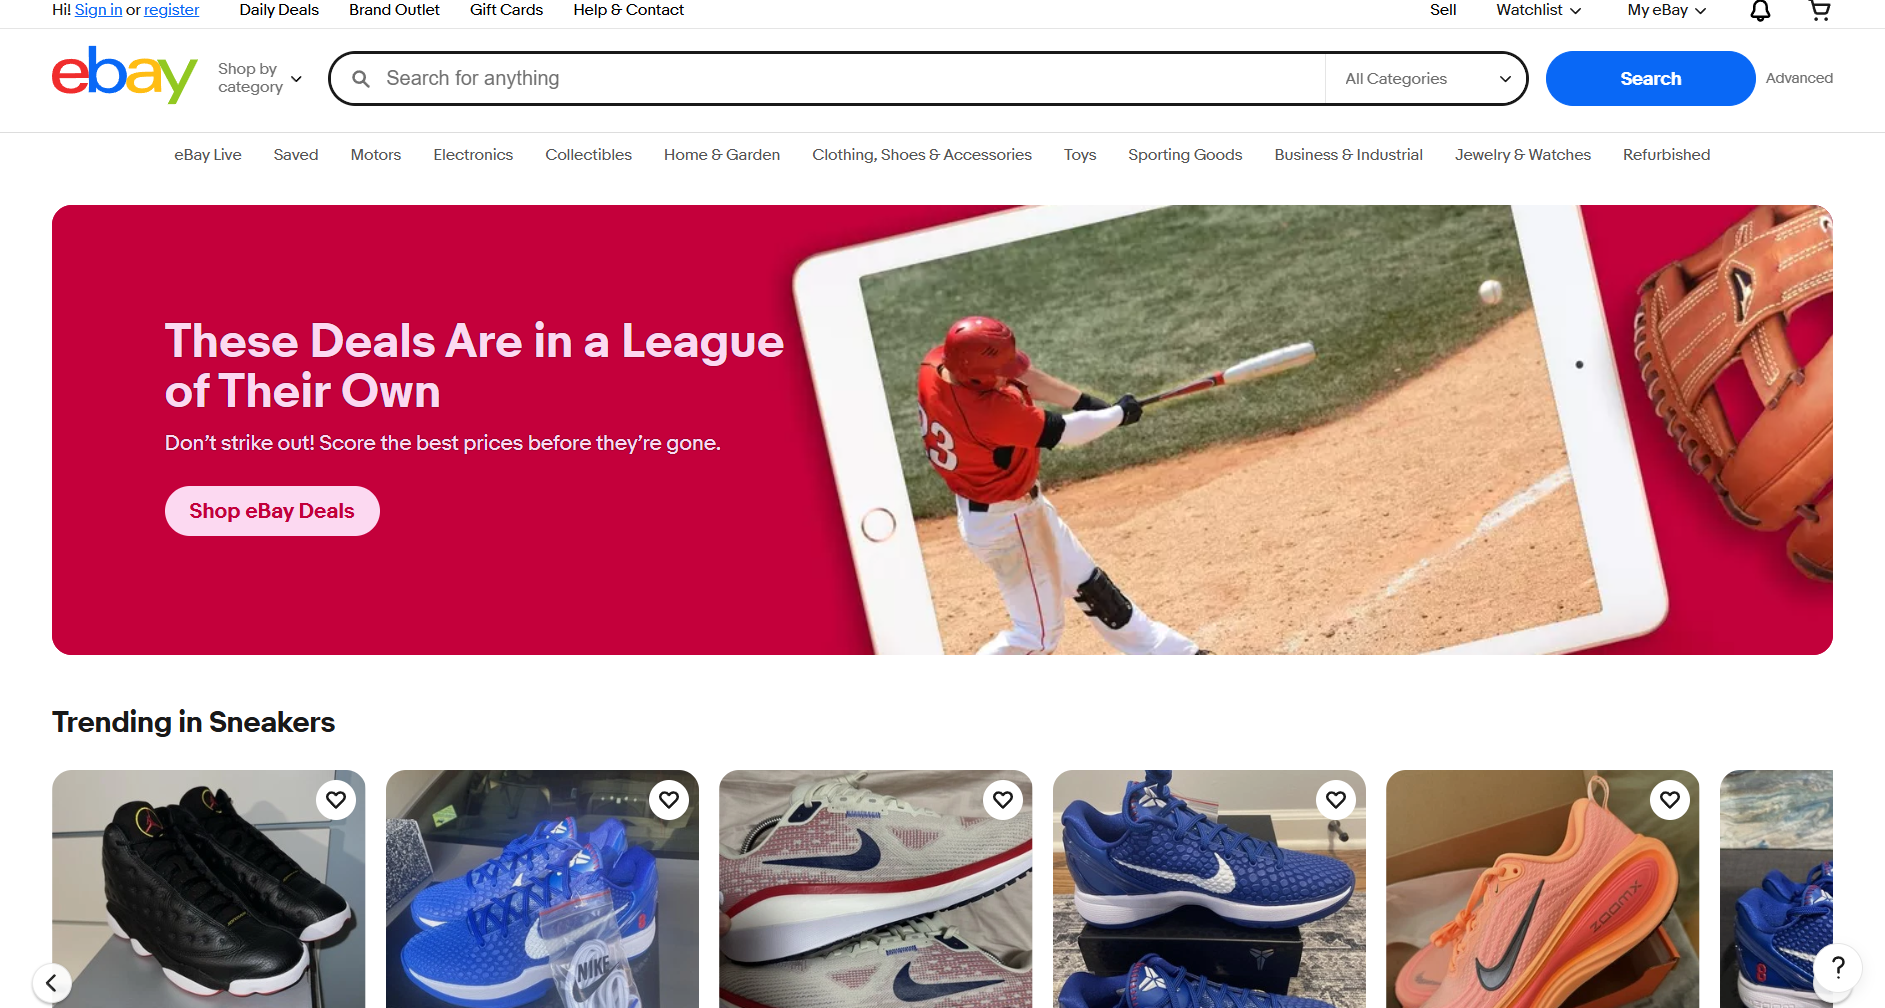 Hi! Sign in or register
Daily Deals
Brand Outlet
Gift Cards
Help & Contact
Sell
Watchlist
My eBay
ebay
Shop by
category
Search for anything
All Categories
Search
Advanced
eBay Live
Saved
Motors
Electronics
Collectibles
Home & Garden
Clothing, Shoes & Accessories
Toys
Sporting Goods
Business & Industrial
Jewelry & Watches
Refurbished
These Deals Are in a League
of Their Own
Don’t strike out! Score the best prices before they’re gone.
Shop eBay Deals
23
Trending in Sneakers
NIKE
ZOOMX
?